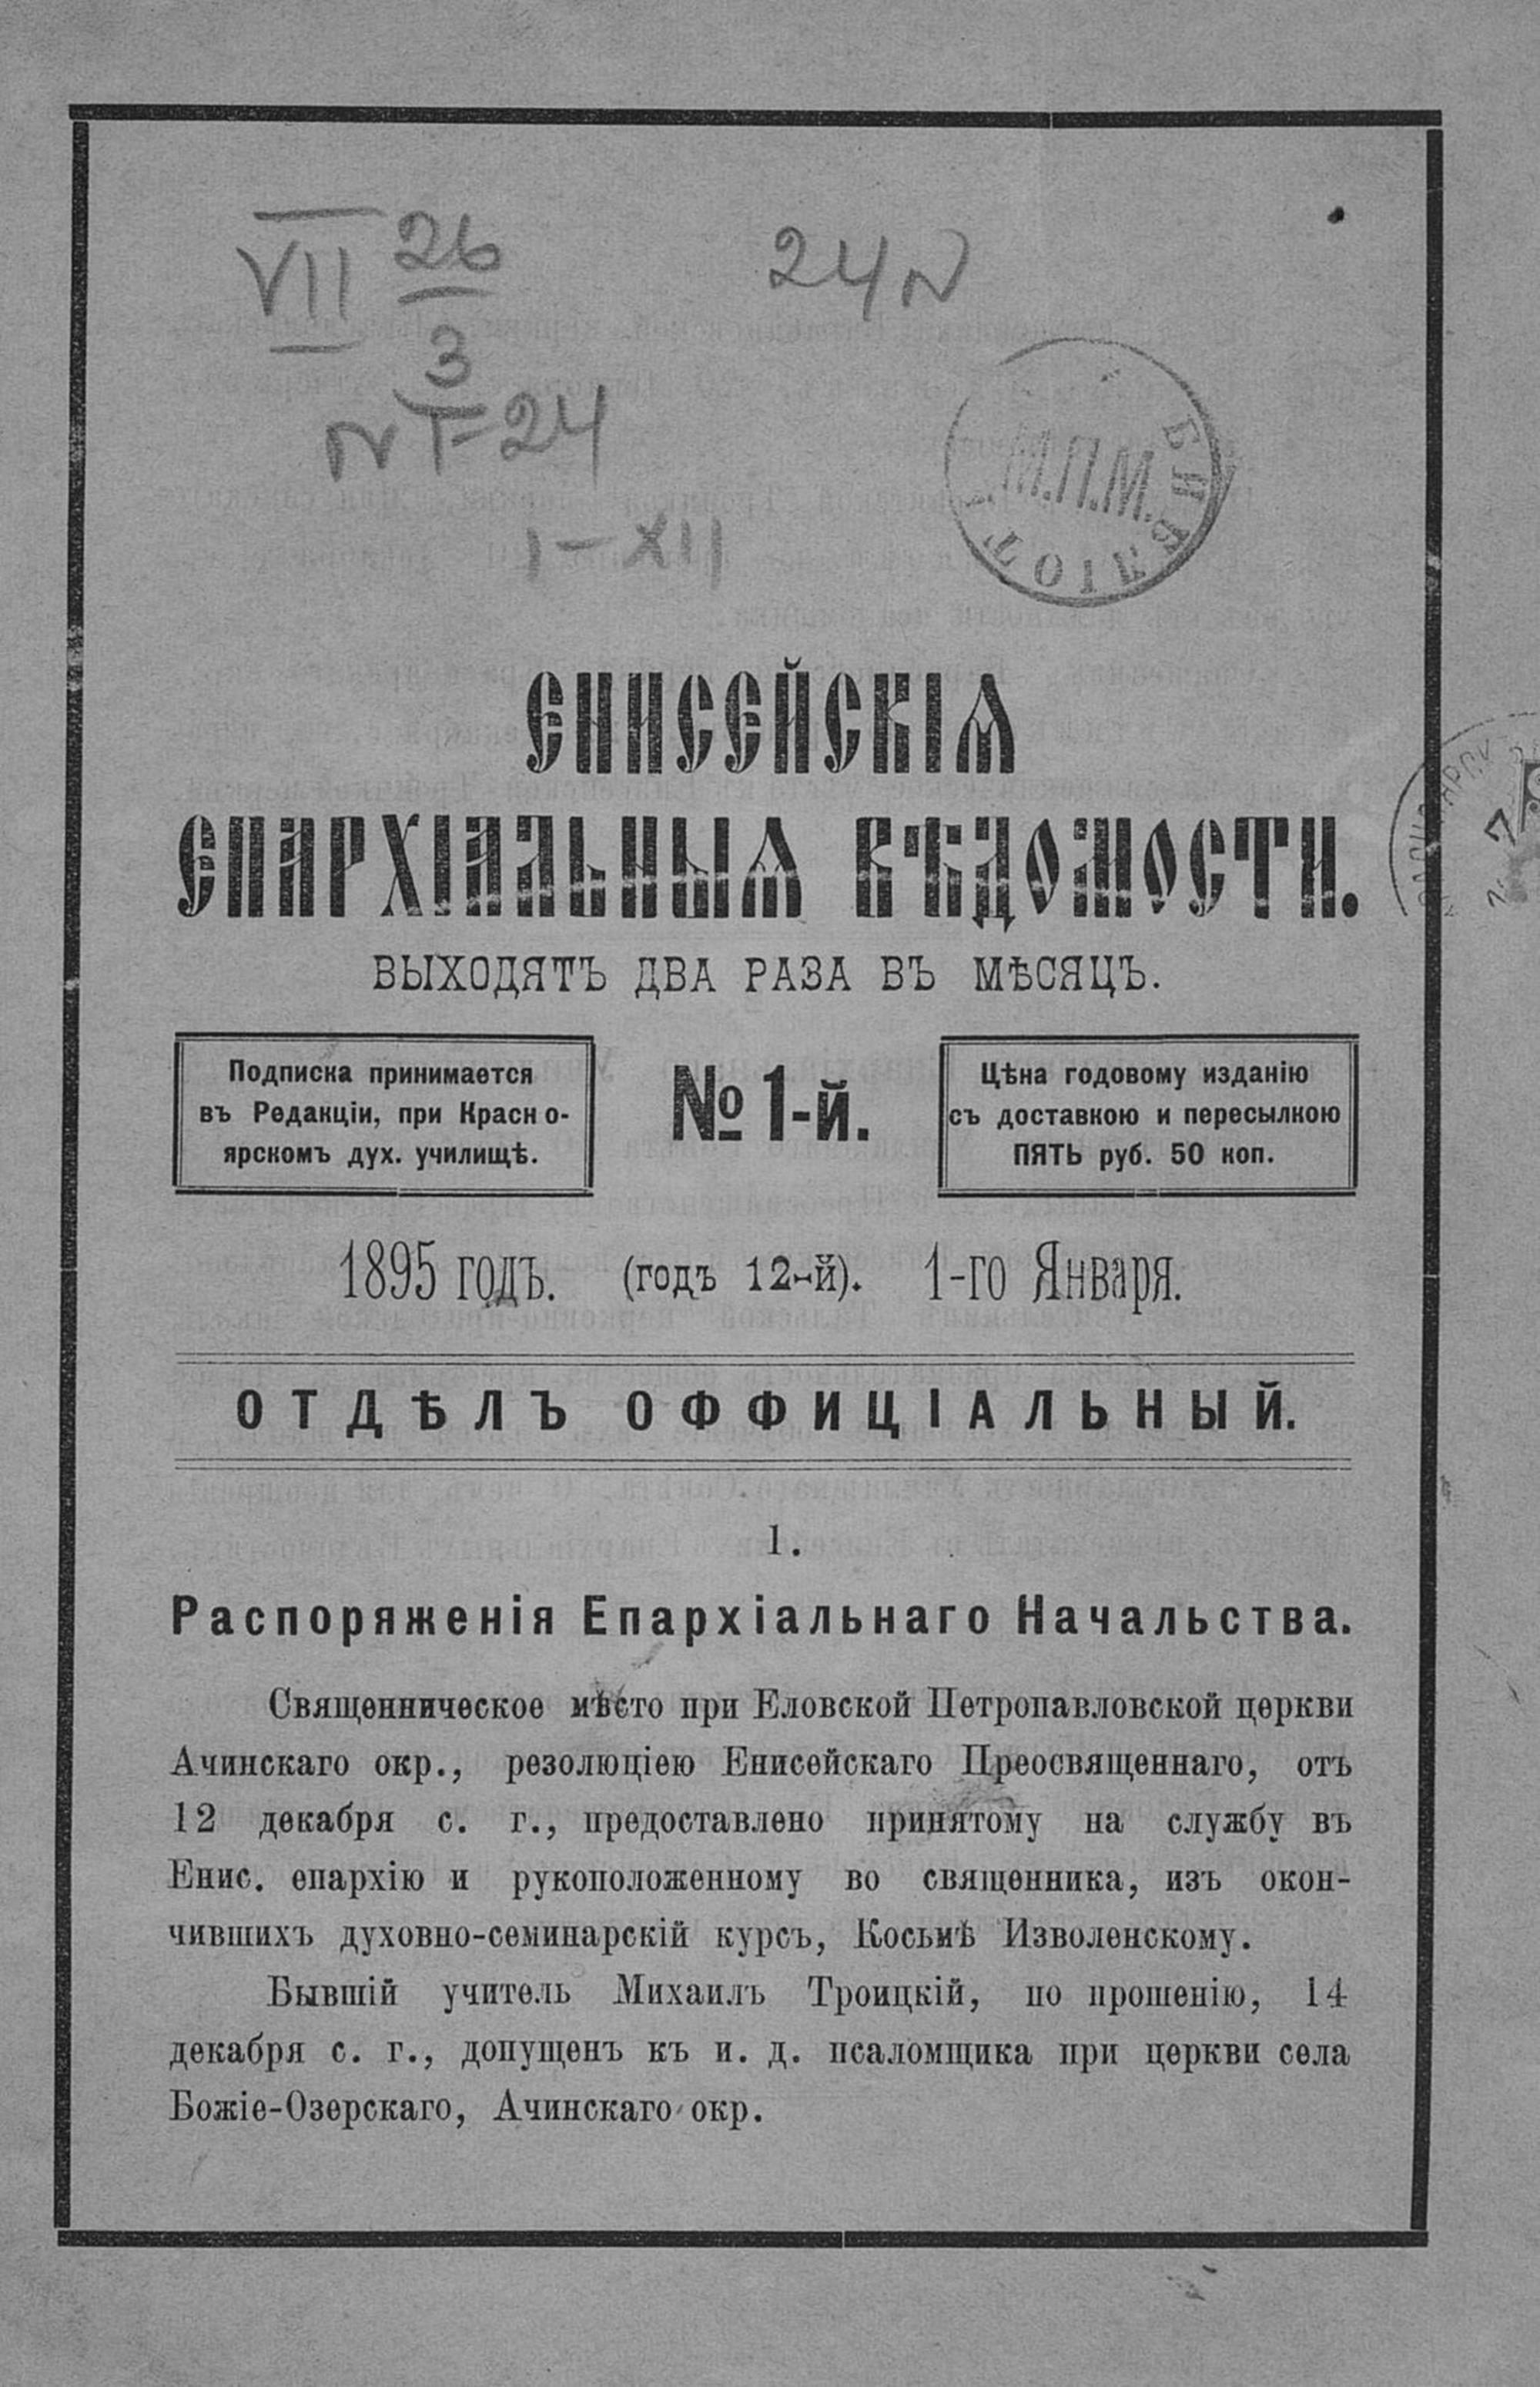 VII 26
3
24 N
N 1-24
I-XII
БИБЛІОТ
М.П.М.
ЕНИСЕЙСКІЯ
ЕПАРХІАЛЬНЫЯ ВѢДОМОСТИ.
ВЫХОДЯТЪ ДВА РАЗА ВЪ МѢСЯЦЪ.
Подписка принимается
въ Редакціи, при Красно-
ярскомъ дух. училищѣ.
№ 1-й.
Цѣна годовому изданію
съ доставкою и пересылкою
ПЯТЬ руб. 50 коп.
1895 годъ. (годъ 12-й). 1-го Января.
ОТДѢЛЪ ОФФИЦІАЛЬНЫЙ.
1.
Распоряженія Епархіальнаго Начальства.
Священническое мѣсто при Еловской Петропавловской церкви
Ачинскаго окр., резолюціею Енисейскаго Преосвященнаго, отъ
12 декабря с. г., предоставлено принятому на службу въ
Енис. епархію и рукоположенному во священника, изъ окон-
чившихъ духовно-семинарскій курсъ, Косьмѣ Изволенскому.
Бывшій учитель Михаилъ Троицкій, по прошенію, 14
декабря с. г., допущенъ къ и. д. псаломщика при церкви села
Божіе-Озерскаго, Ачинскаго окр.